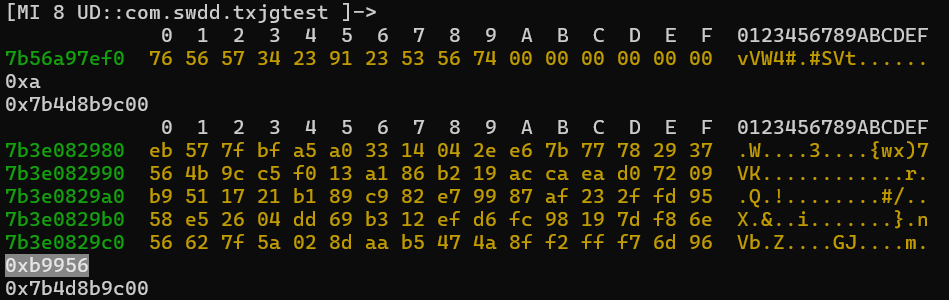 [MI 8 UD::com.swdd.txjgtest ]->
0 1 2 3 4 5 6 7 8 9 A B C D E F 0123456789ABCDEF
7b56a97ef0 76 56 57 34 23 91 23 53 56 74 00 00 00 00 00 00 vVW4#.#SVt......
0xa
0x7b4d8b9c00
0 1 2 3 4 5 6 7 8 9 A B C D E F 0123456789ABCDEF
7b3e082980 eb 57 7f bf a5 a0 33 14 04 2e e6 7b 77 78 29 37 .W....3....{wx)7
7b3e082990 56 4b 9c c5 f0 13 a1 86 b2 19 ac ca ea d0 72 09 VK............r.
7b3e0829a0 b9 51 17 21 b1 89 c9 82 e7 99 87 af 23 2f fd 95 .Q.!........#/..
7b3e0829b0 58 e5 26 04 dd 69 b3 12 ef d6 fc 98 19 7d f8 6e X.&..i.......}.n
7b3e0829c0 56 62 7f 5a 02 8d aa b5 47 4a 8f f2 ff f7 6d 96 Vb.Z....GJ....m.
0xb9956
0x7b4d8b9c00